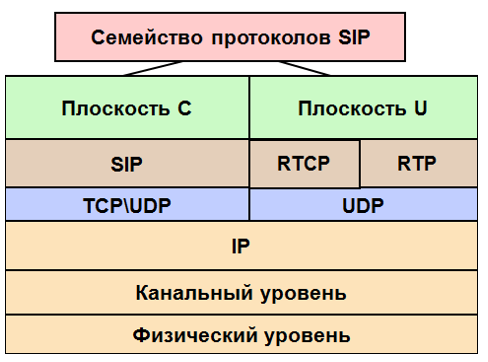 Семейство протоколов SIP
Плоскость C
Плоскость U
SIP
RTCP
RTP
TCP\UDP
UDP
IP
Канальный уровень
Физический уровень